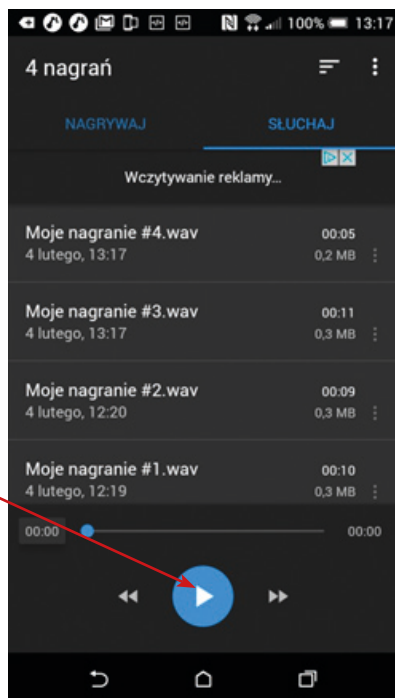 100% 13:17
4 nagrań
NAGRYWAJ SŁUCHAJ
Wczytywanie reklamy...
Moje nagranie #4.wav 00:05
4 lutego, 13:17 0,2 MB
Moje nagranie #3.wav 00:11
4 lutego, 13:17 0,3 MB
Moje nagranie #2.wav 00:09
4 lutego, 12:20 0,3 MB
Moje nagranie #1.wav 00:10
4 lutego, 12:19 0,3 MB
00:00 00:00